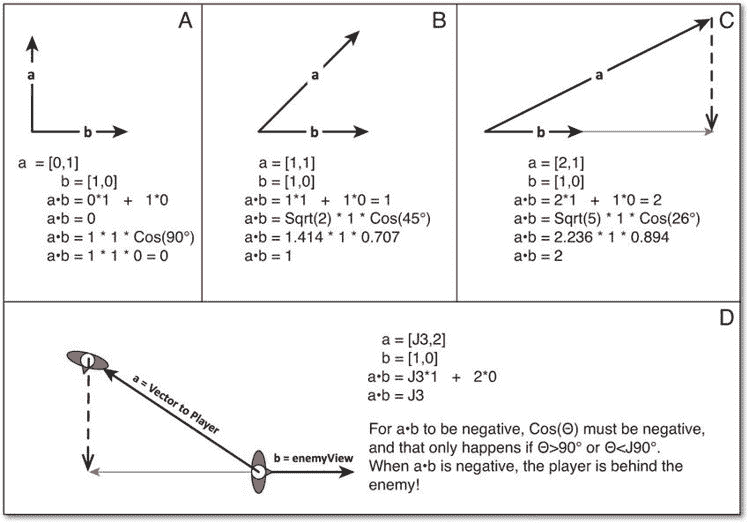 A
a
b
a = [0,1]
b = [1,0]
a•b = 0*1 + 1*0
a•b = 0
a•b = 1 * 1 * Cos(90°)
a•b = 1 * 1 * 0 = 0
B
a
b
a = [1,1]
b = [1,0]
a•b = 1*1 + 1*0 = 1
a•b = Sqrt(2) * 1 * Cos(45°)
a•b = 1.414 * 1 * 0.707
a•b = 1
C
a
b
a = [2,1]
b = [1,0]
a•b = 2*1 + 1*0 = 2
a•b = Sqrt(5) * 1 * Cos(26°)
a•b = 2.236 * 1 * 0.894
a•b = 2
D
a = Vector to Player
b = enemyView
a = [J3,2]
b = [1,0]
a•b = J3*1 + 2*0
a•b = J3
For a•b to be negative, Cos(Θ) must be negative,
and that only happens if Θ>90° or Θ<J90°.
When a•b is negative, the player is behind the
enemy!